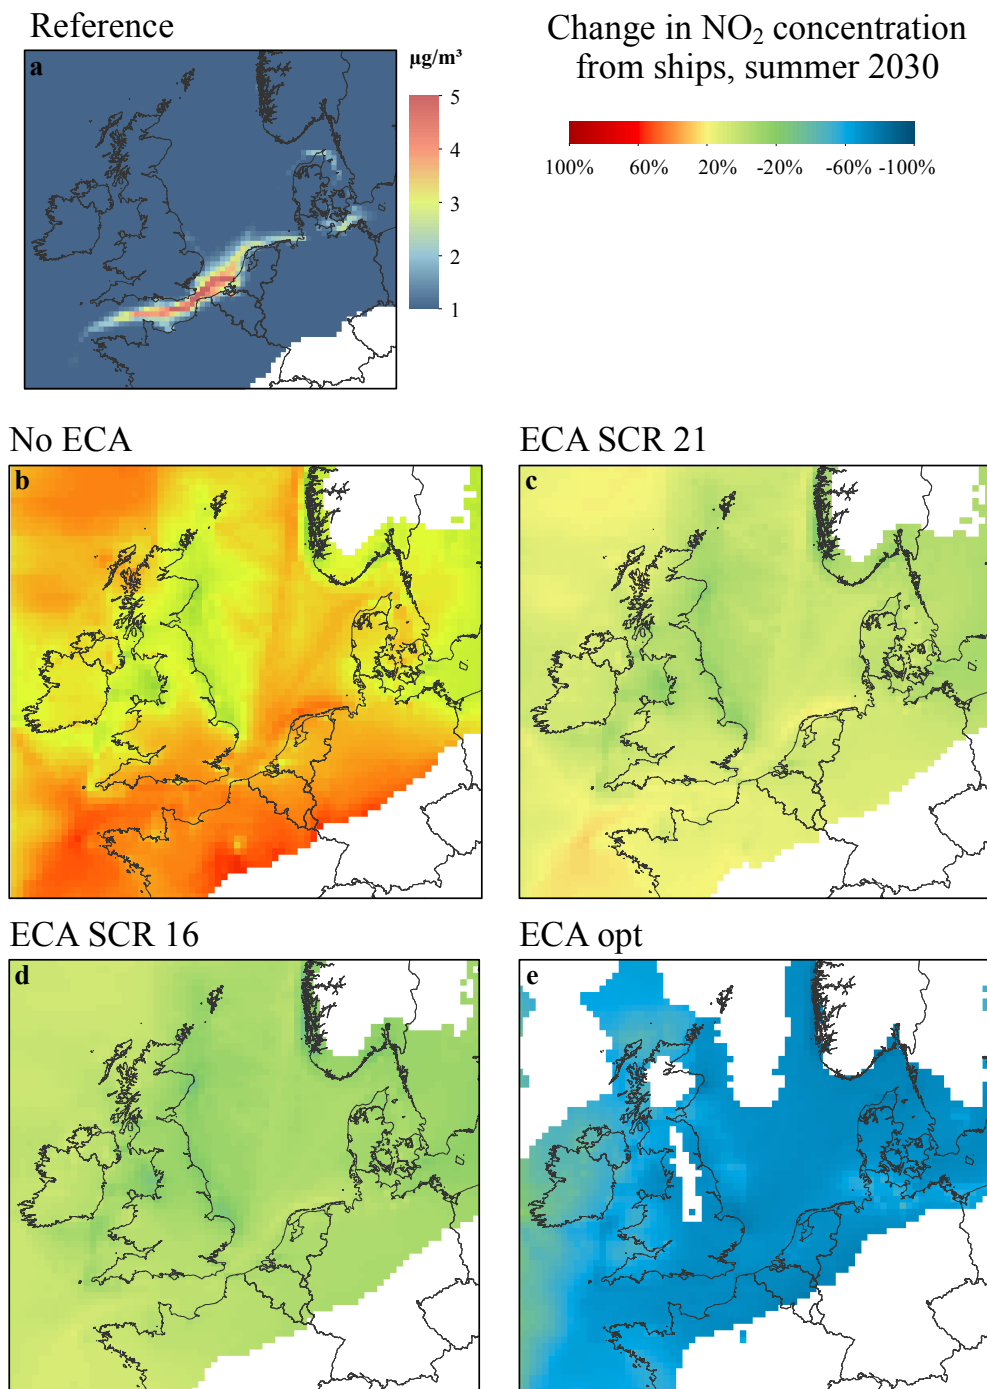 Reference
Change in NO₂ concentration
from ships, summer 2030
a
µg/m³
5
4
3
2
1
100% 60% 20% -20% -60% -100%
No ECA
ECA SCR 21
b
c
ECA SCR 16
ECA opt
d
e